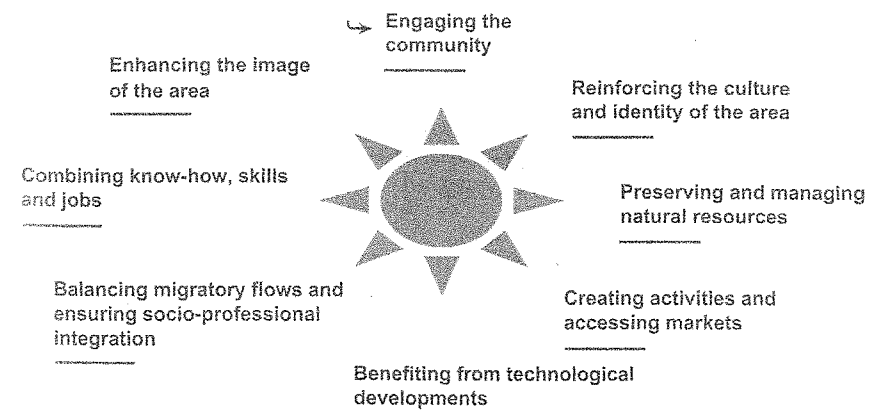 Engaging the
community
Reinforcing the culture
and identity of the area
Preserving and managing
natural resources
Creating activities and
accessing markets
Benefiting from technological
developments
Balancing migratory flows and
ensuring socio-professional
integration
Combining know-how, skills
and jobs
Enhancing the image
of the area